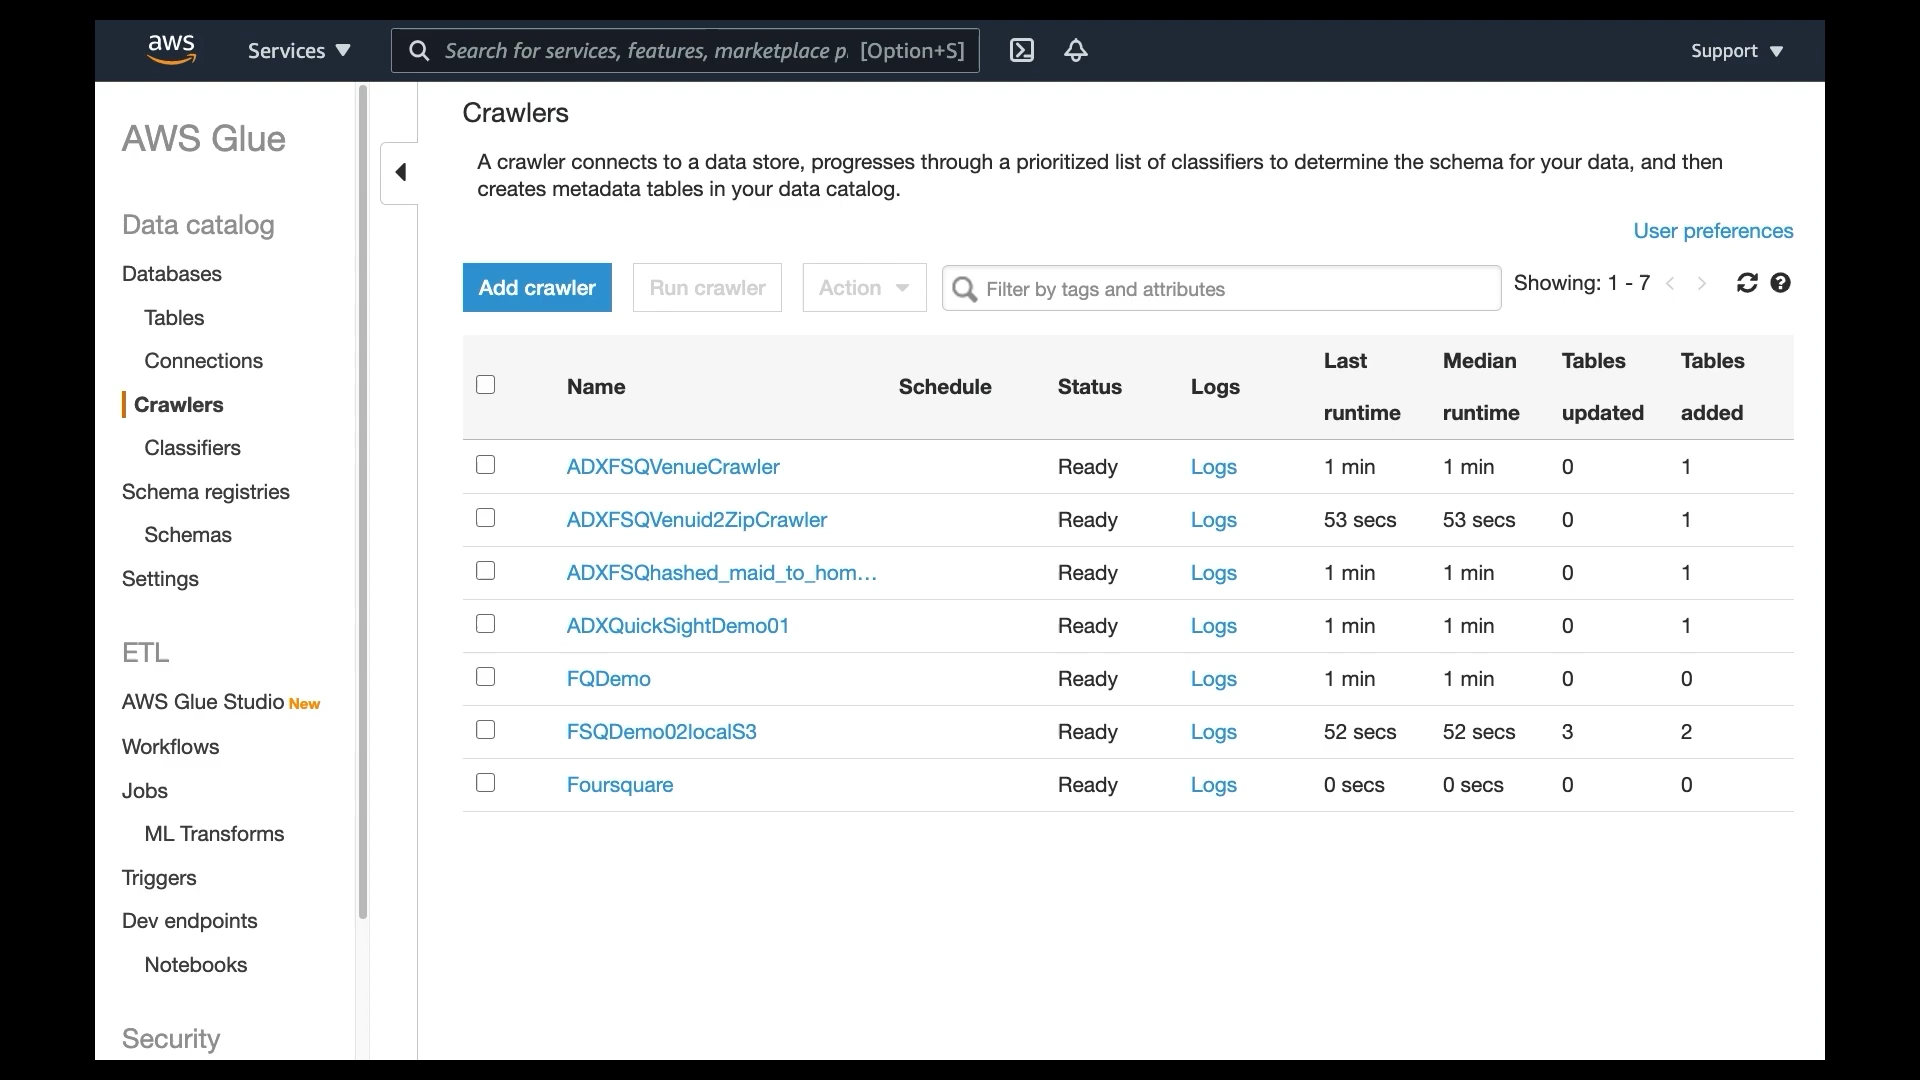 aws
Services
Search for services, features, marketplace p. [Option+S]
Support
AWS Glue
Data catalog
Databases
Tables
Connections
Crawlers
Classifiers
Schema registries
Schemas
Settings
ETL
AWS Glue Studio New
Workflows
Jobs
ML Transforms
Triggers
Dev endpoints
Notebooks
Security
Crawlers
A crawler connects to a data store, progresses through a prioritized list of classifiers to determine the schema for your data, and then
creates metadata tables in your data catalog.
User preferences
Add crawler Run crawler Action Filter by tags and attributes Showing: 1 - 7
Name Schedule Status Logs Last runtime Median runtime Tables updated Tables added
ADXFSQVenueCrawler Ready Logs 1 min 1 min 0 1
ADXFSQVenuid2ZipCrawler Ready Logs 53 secs 53 secs 0 1
ADXFSQhashed_maid_to_hom... Ready Logs 1 min 1 min 0 1
ADXQuickSightDemo01 Ready Logs 1 min 1 min 0 1
FQDemo Ready Logs 1 min 1 min 0 0
FSQDemo02localS3 Ready Logs 52 secs 52 secs 3 2
Foursquare Ready Logs 0 secs 0 secs 0 0